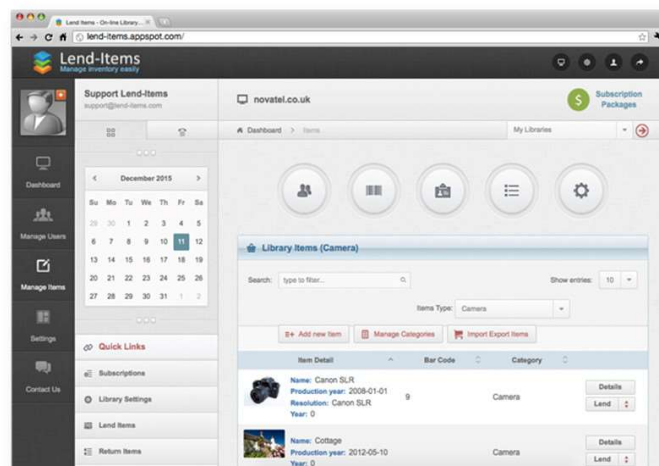 Lend Items - On-line Library...
lend-items.appspot.com/
Lend-Items
Manage inventory easily
Support Lend-Items
support@lend-items.com
novatel.co.uk
$
Subscription
Packages
Dashboard > Items
My Libraries
Dashboard
Manage Users
Manage Items
Settings
Contact Us
< December 2015 >
Su Mo Tu We Th Fr Sa
29 30 1 2 3 4 5
6 7 8 9 10 11 12
13 14 15 16 17 18 19
20 21 22 23 24 25 26
27 28 29 30 31 1 2
Quick Links
Subscriptions
Library Settings
Lend Items
Return Items
Library Items (Camera)
Search: type to filter...
Show entries: 10
Items Type: Camera
Add new Item
Manage Categories
Import Export Items
Item Detail Bar Code Category
Name: Canon SLR
Production year: 2008-01-01
Resolution: Canon SLR
Year: 0
9
Camera
Details
Lend
Name: Cottage
Production year: 2012-05-10
Year: 0
Camera
Details
Lend